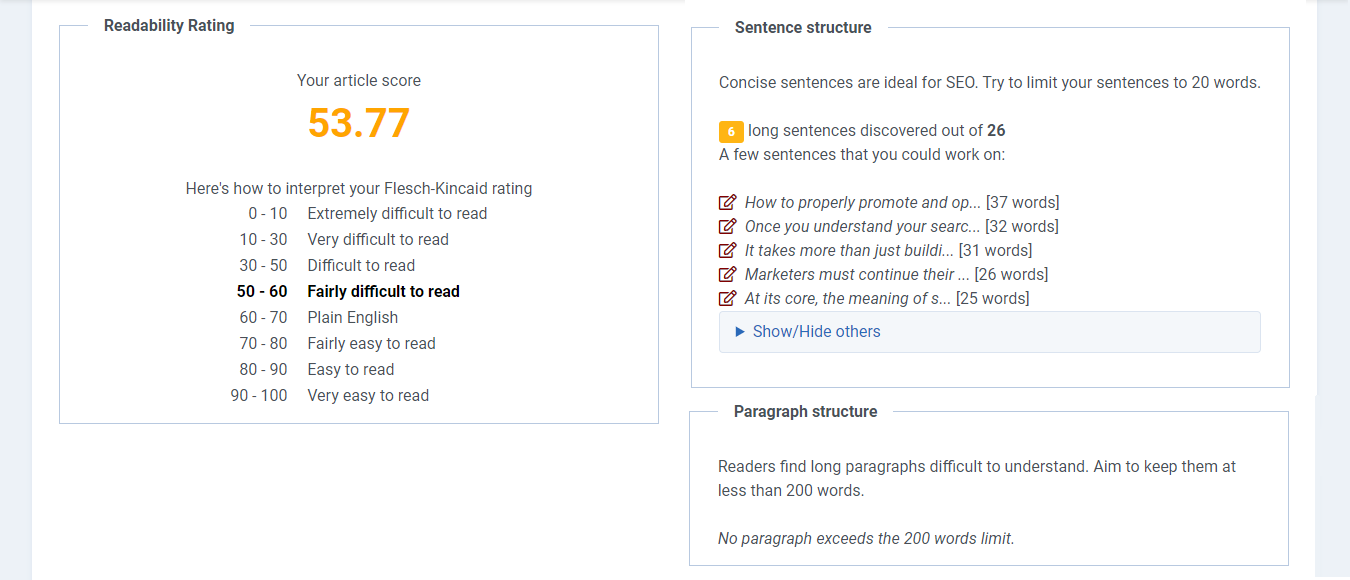 Readability Rating
Your article score
53.77
Here's how to interpret your Flesch-Kincaid rating
0 - 10 Extremely difficult to read
10 - 30 Very difficult to read
30 - 50 Difficult to read
50 - 60 Fairly difficult to read
60 - 70 Plain English
70 - 80 Fairly easy to read
80 - 90 Easy to read
90 - 100 Very easy to read
Sentence structure
Concise sentences are ideal for SEO. Try to limit your sentences to 20 words.
6 long sentences discovered out of 26
A few sentences that you could work on:
How to properly promote and op... [37 words]
Once you understand your searc... [32 words]
It takes more than just buildi... [31 words]
Marketers must continue their ... [26 words]
At its core, the meaning of s... [25 words]
Show/Hide others
Paragraph structure
Readers find long paragraphs difficult to understand. Aim to keep them at
less than 200 words.
No paragraph exceeds the 200 words limit.